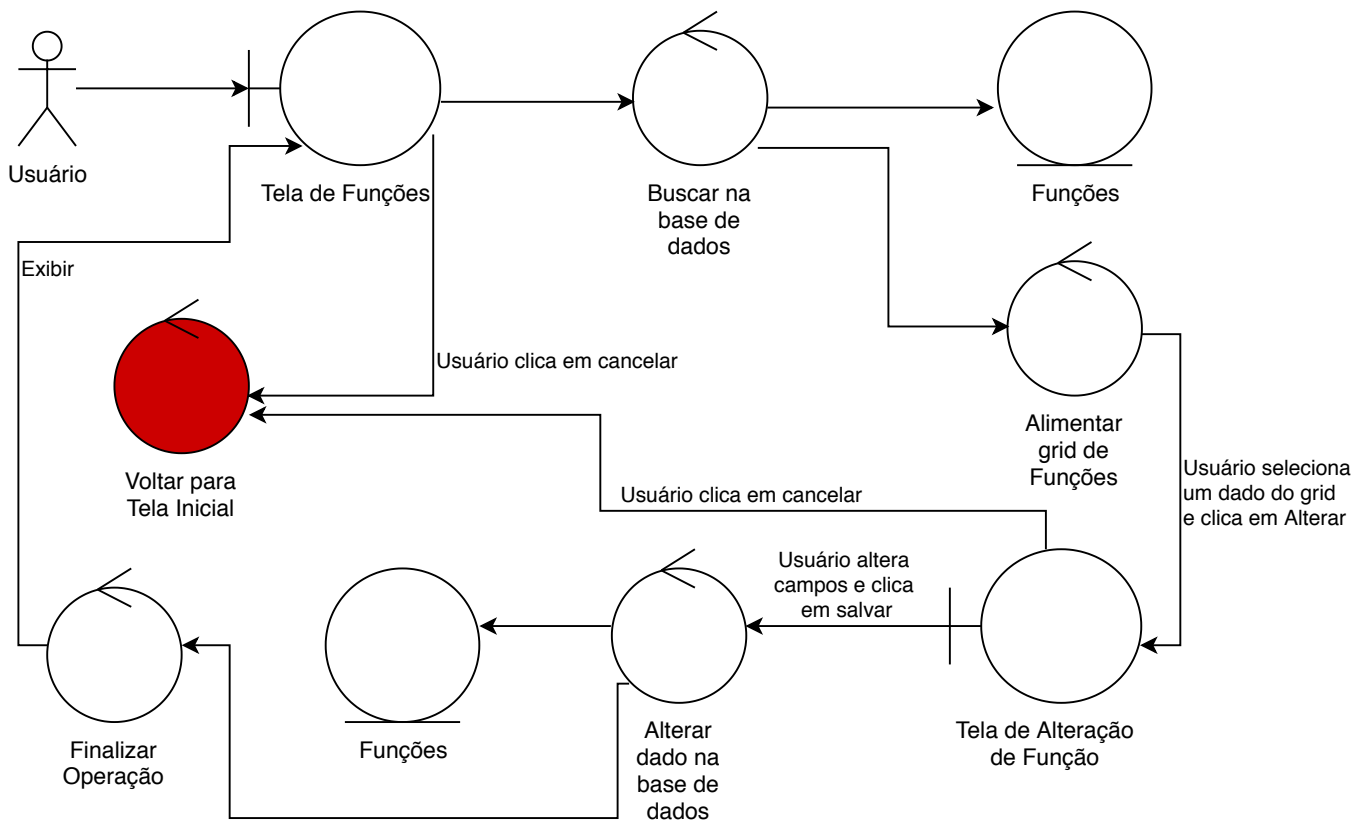 Usuário
Tela de Funções
Buscar na
base de
dados
Funções
Exibir
Usuário clica em cancelar
Alimentar
grid de
Funções
Voltar para
Tela Inicial
Usuário seleciona
um dado do grid
e clica em Alterar
Usuário clica em cancelar
Usuário altera
campos e clica
em salvar
Finalizar
Operação
Funções
Alterar
dado na
base de
dados
Tela de Alteração
de Função